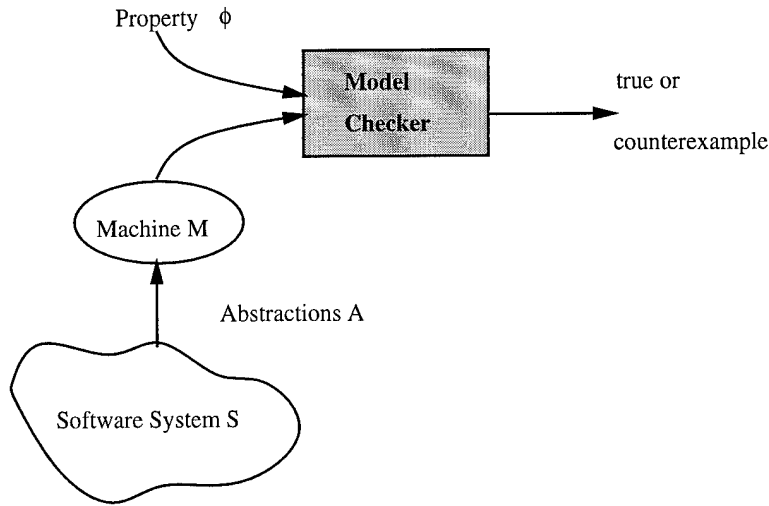 Property ϕ
Model
Checker
true or
counterexample
Machine M
Abstractions A
Software System S